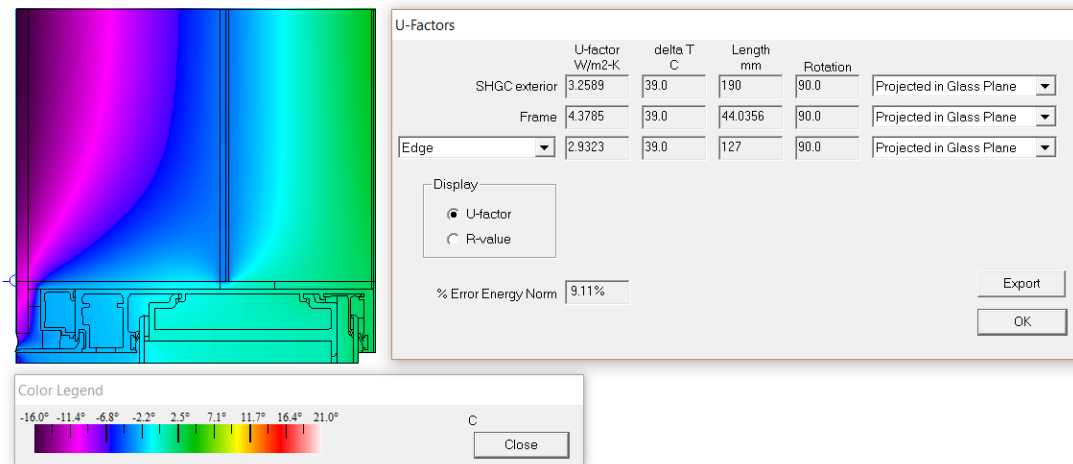 U-Factors
U-factor delta T Length
W/m2-K C mm Rotation
SHGC exterior 3.2589 39.0 190 90.0 Projected in Glass Plane
Frame 4.3785 39.0 44.0356 90.0 Projected in Glass Plane
Edge 2.9323 39.0 127 90.0 Projected in Glass Plane
Display
U-factor
R-value
% Error Energy Norm 9.11%
Export
OK
Color Legend
-16.0° -11.4° -6.8° -2.2° 2.5° 7.1° 11.7° 16.4° 21.0°
C
Close